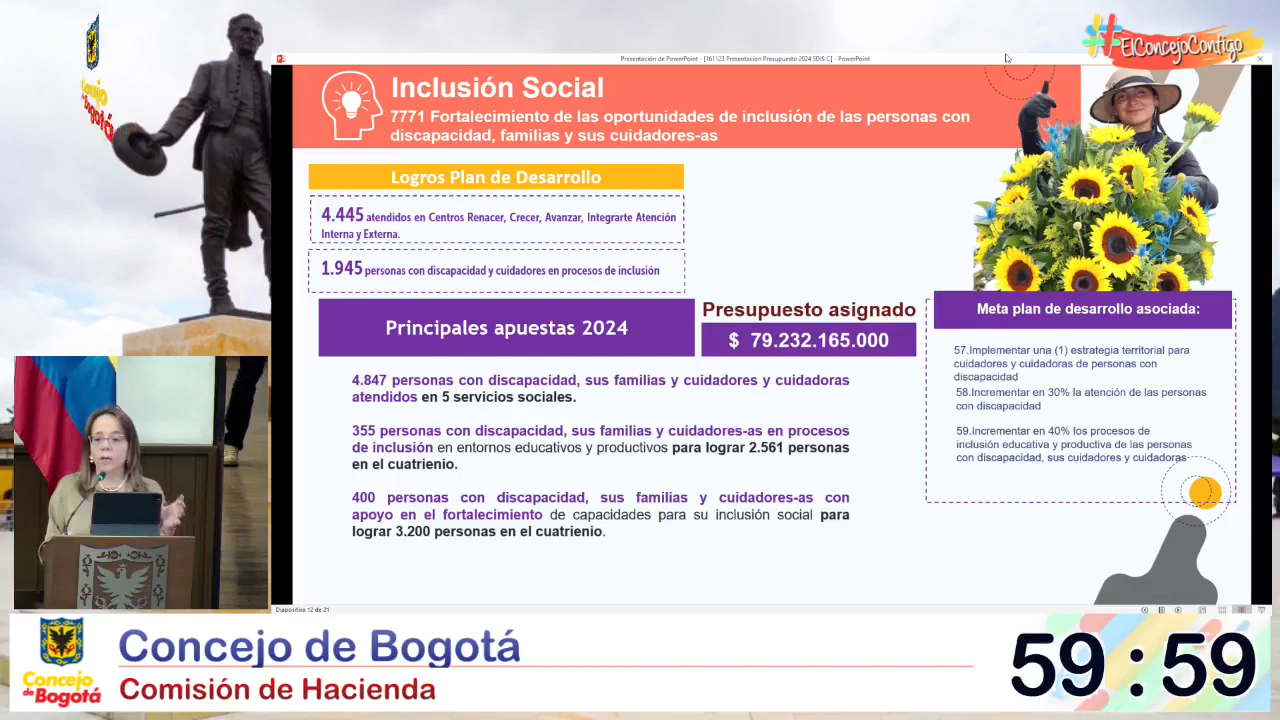 #ElConcejoContigo
Concejo
de Bogotá
Presentación de PowerPoint - [161123 Presentacion Presupuesto 2024 SDIS C] - PowerPoint
Inclusión Social
7771 Fortalecimiento de las oportunidades de inclusión de las personas con
discapacidad, familias y sus cuidadores-as
Logros Plan de Desarrollo
4.445 atendidos en Centros Renacer, Crecer, Avanzar, Integrarte Atención
Interna y Externa.
1.945 personas con discapacidad y cuidadores en procesos de inclusión
Principales apuestas 2024
Presupuesto asignado
$ 79.232.165.000
4.847 personas con discapacidad, sus familias y cuidadores y cuidadoras
atendidos en 5 servicios sociales.
355 personas con discapacidad, sus familias y cuidadores-as en procesos
de inclusión en entornos educativos y productivos para lograr 2.561 personas
en el cuatrienio.
400 personas con discapacidad, sus familias y cuidadores-as con
apoyo en el fortalecimiento de capacidades para su inclusión social para
lograr 3.200 personas en el cuatrienio.
Meta plan de desarrollo asociada:
57.Implementar una (1) estrategia territorial para
cuidadores y cuidadoras de personas con
discapacidad
58.Incrementar en 30% la atención de las personas
con discapacidad
59.Incrementar en 40% los procesos de
inclusión educativa y productiva de las personas
con discapacidad, sus cuidadores y cuidadoras
Diapositiva 12 de 21
Concejo
de Bogotá
Concejo de Bogotá
Comisión de Hacienda
59:59